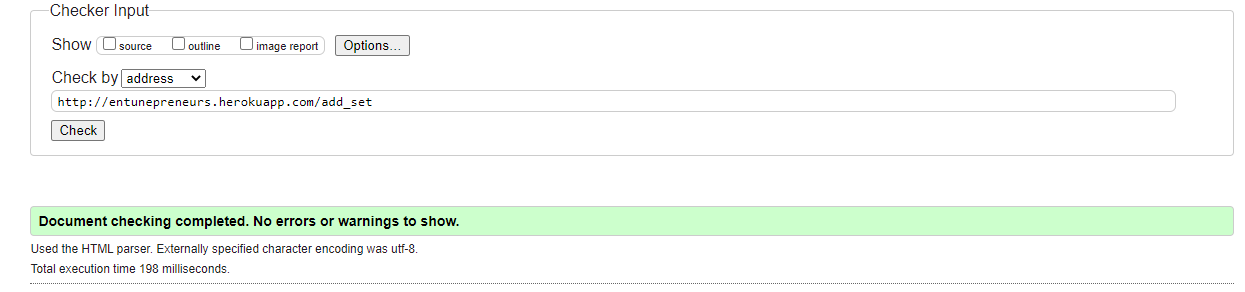 Checker Input
Show source outline image report Options...
Check by address
http://entunepreneurs.herokuapp.com/add_set
Check
Document checking completed. No errors or warnings to show.
Used the HTML parser. Externally specified character encoding was utf-8.
Total execution time 198 milliseconds.